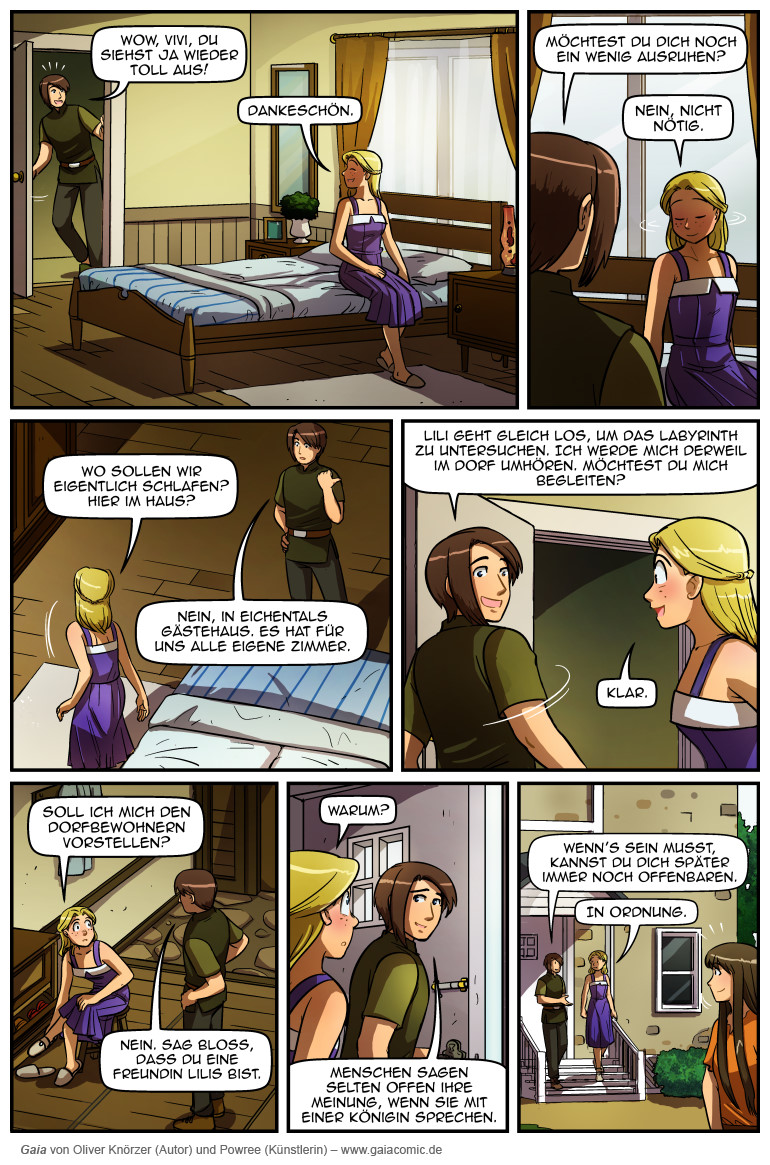 WOW, VIVI, DU
SIEHST JA WIEDER
TOLL AUS!
DANKESCHÖN.
MÖCHTEST DU DICH NOCH
EIN WENIG AUSRUHEN?
NEIN, NICHT
NÖTIG.
WO SOLLEN WIR
EIGENTLICH SCHLAFEN?
HIER IM HAUS?
NEIN, IN EICHENTALS
GÄSTEHAUS. ES HAT FÜR
UNS ALLE EIGENE ZIMMER.
LILI GEHT GLEICH LOS, UM DAS LABYRINTH
ZU UNTERSUCHEN. ICH WERDE MICH DERWEIL
IM DORF UMHÖREN. MÖCHTEST DU MICH
BEGLEITEN?
KLAR.
SOLL ICH MICH DEN
DORFBEWOHNERN
VORSTELLEN?
NEIN. SAG BLOSS,
DASS DU EINE
FREUNDIN LILIS BIST.
WARUM?
MENSCHEN SAGEN
SELTEN OFFEN IHRE
MEINUNG, WENN SIE MIT
EINER KÖNIGIN SPRECHEN.
WENN'S SEIN MUSST,
KANNST DU DICH SPÄTER
IMMER NOCH OFFENBAREN.
IN ORDNUNG.
Gaia von Oliver Knörzer (Autor) und Powree (Künstlerin) – www.gaiacomic.de